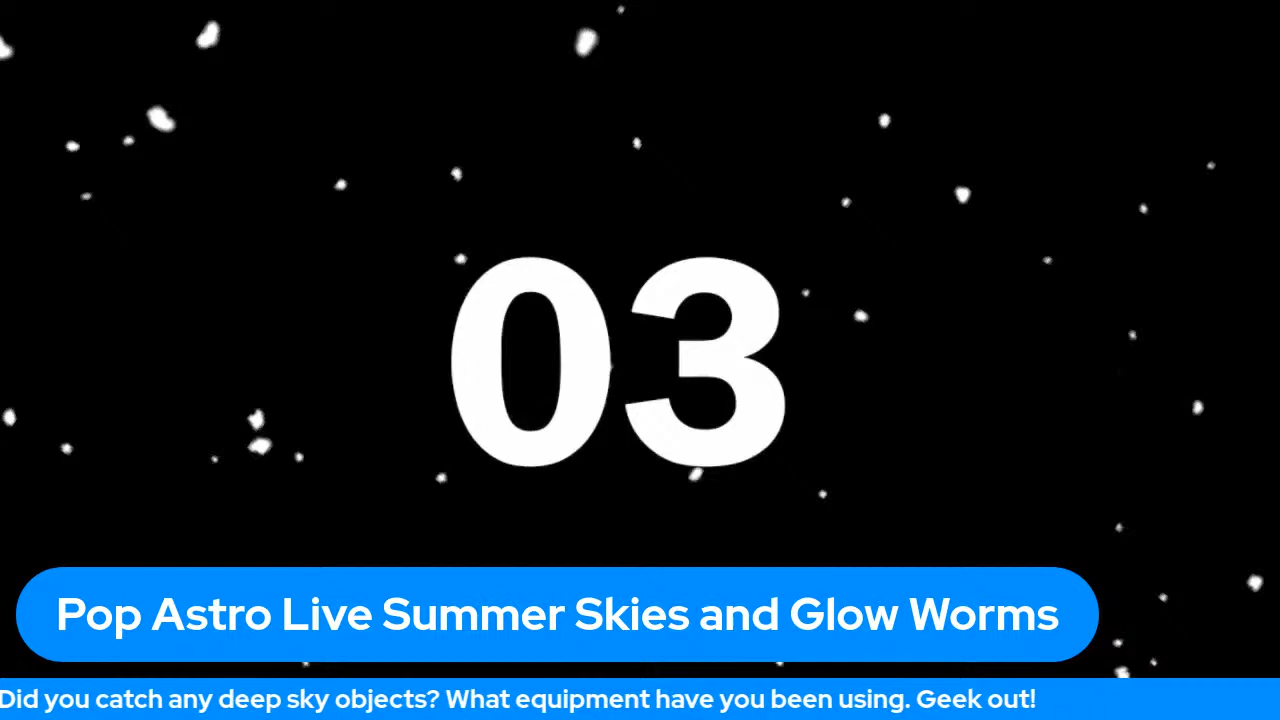 03
Pop Astro Live Summer Skies and Glow Worms
Did you catch any deep sky objects? What equipment have you been using. Geek out!